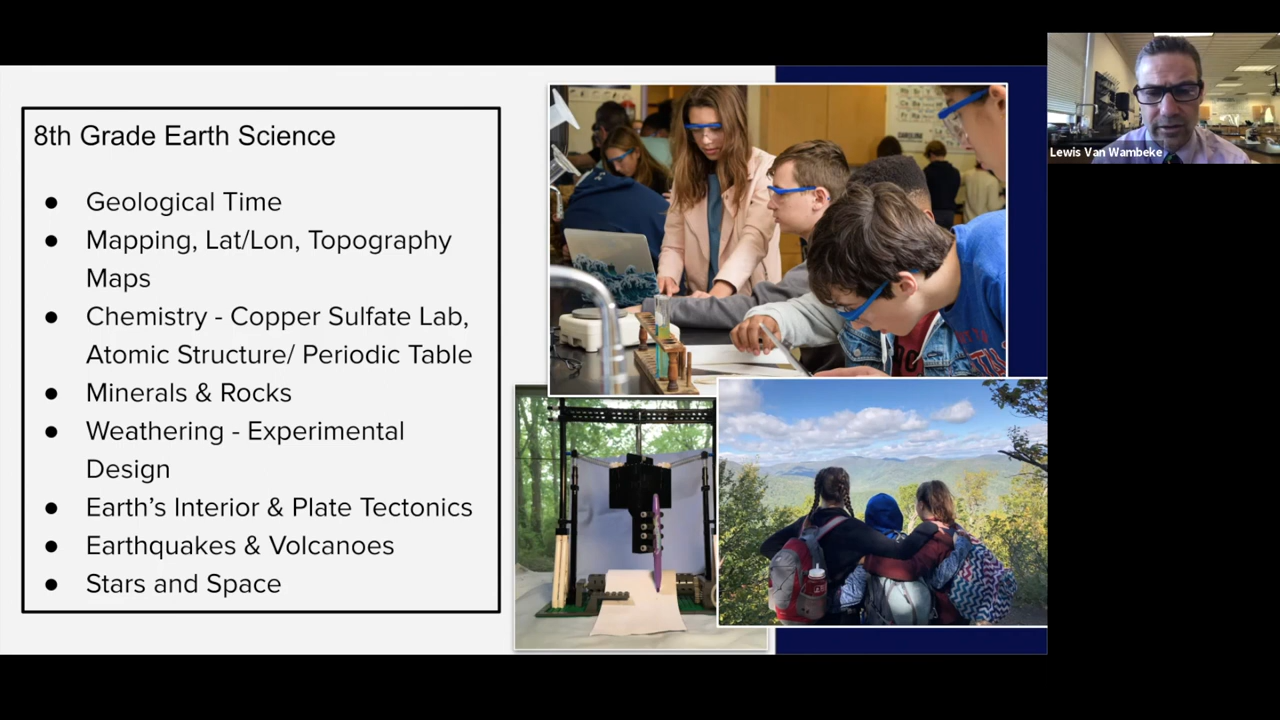 8th Grade Earth Science
● Geological Time
● Mapping, Lat/Lon, Topography
Maps
● Chemistry - Copper Sulfate Lab,
Atomic Structure/ Periodic Table
● Minerals & Rocks
● Weathering - Experimental
Design
● Earth’s Interior & Plate Tectonics
● Earthquakes & Volcanoes
● Stars and Space
Lewis Van Wambeke